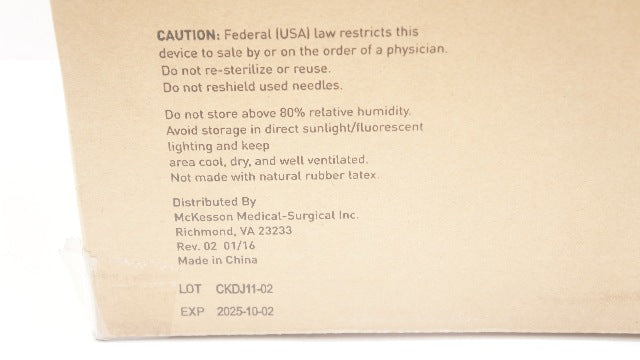 CAUTION: Federal (USA) law restricts this
device to sale by or on the order of a physician.
Do not re-sterilize or reuse.
Do not reshield used needles.
Do not store above 80% relative humidity.
Avoid storage in direct sunlight/fluorescent
lighting and keep
area cool, dry, and well ventilated.
Not made with natural rubber latex.
Distributed By
McKesson Medical-Surgical Inc.
Richmond, VA 23233
Rev. 02 01/16
Made in China
LOT CKDJ11-02
EXP 2025-10-02